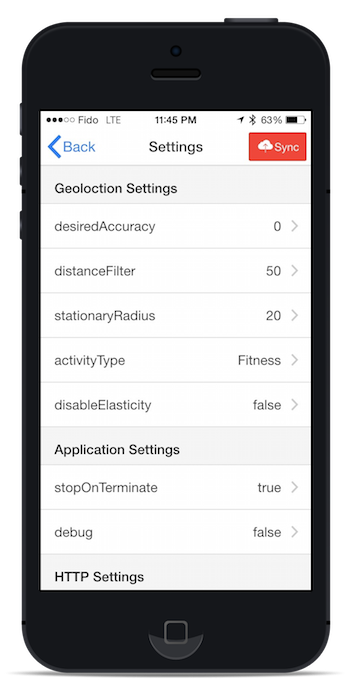 Fido LTE 11:45 PM 63%
Back Settings Sync
Geoloction Settings
desiredAccuracy 0
distanceFilter 50
stationaryRadius 20
activityType Fitness
disableElasticity false
Application Settings
stopOnTerminate true
debug false
HTTP Settings